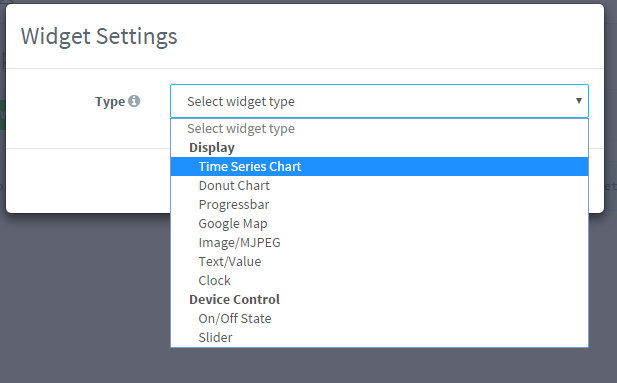 Widget Settings
Type
Select widget type
Select widget type
Display
Time Series Chart
Donut Chart
Progressbar
Google Map
Image/MJPEG
Text/Value
Clock
Device Control
On/Off State
Slider